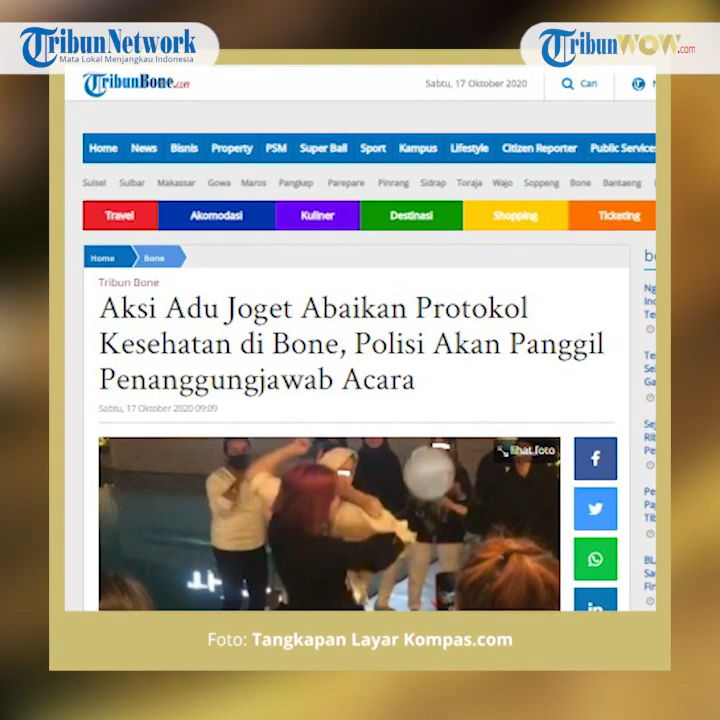 TribunNetwork
Mata Lokal Menjangkau Indonesia
TribunWOW.com
TribunBone.com
Sabtu, 17 Oktober 2020
Cari
Home News Bisnis Property PSM Super Ball Sport Kampus Lifestyle Citizen Reporter Public Service
Sulsel Sulbar Makassar Gowa Maros Pangkep Parepare Pinrang Sidrap Toraja Wajo Soppeng Bone Bantaeng
Travel Akomodasi Kuliner Destinasi Shopping Ticketing
Home Bone
Tribun Bone
Aksi Adu Joget Abaikan Protokol
Kesehatan di Bone, Polisi Akan Panggil
Penanggungjawab Acara
Sabtu, 17 Oktober 2020 09:09
lihat foto
Foto: Tangkapan Layar Kompas.com